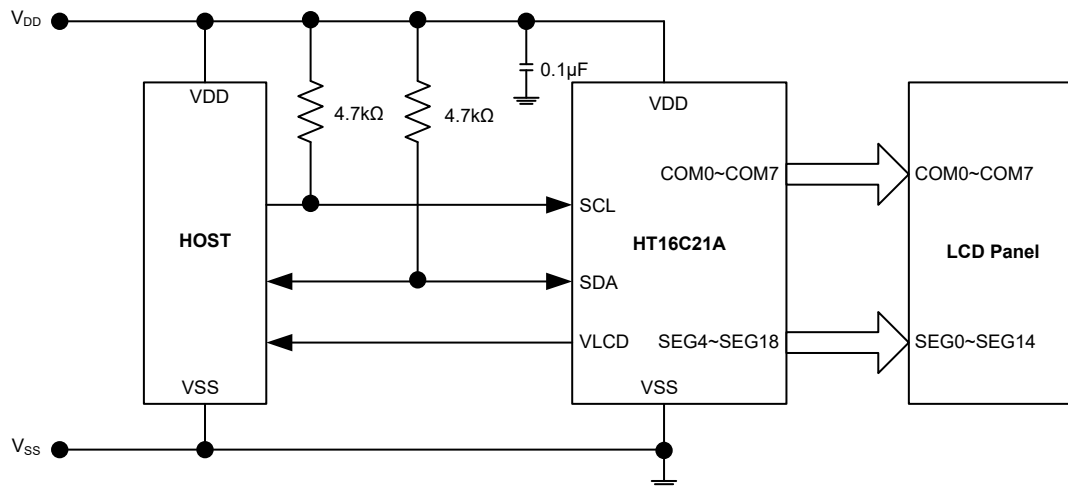 VDD
VDD
4.7kΩ
4.7kΩ
0.1µF
VDD
COM0~COM7
COM0~COM7
SCL
HOST
HT16C21A
LCD Panel
SDA
VLCD
SEG4~SEG18
SEG0~SEG14
VSS
VSS
VSS